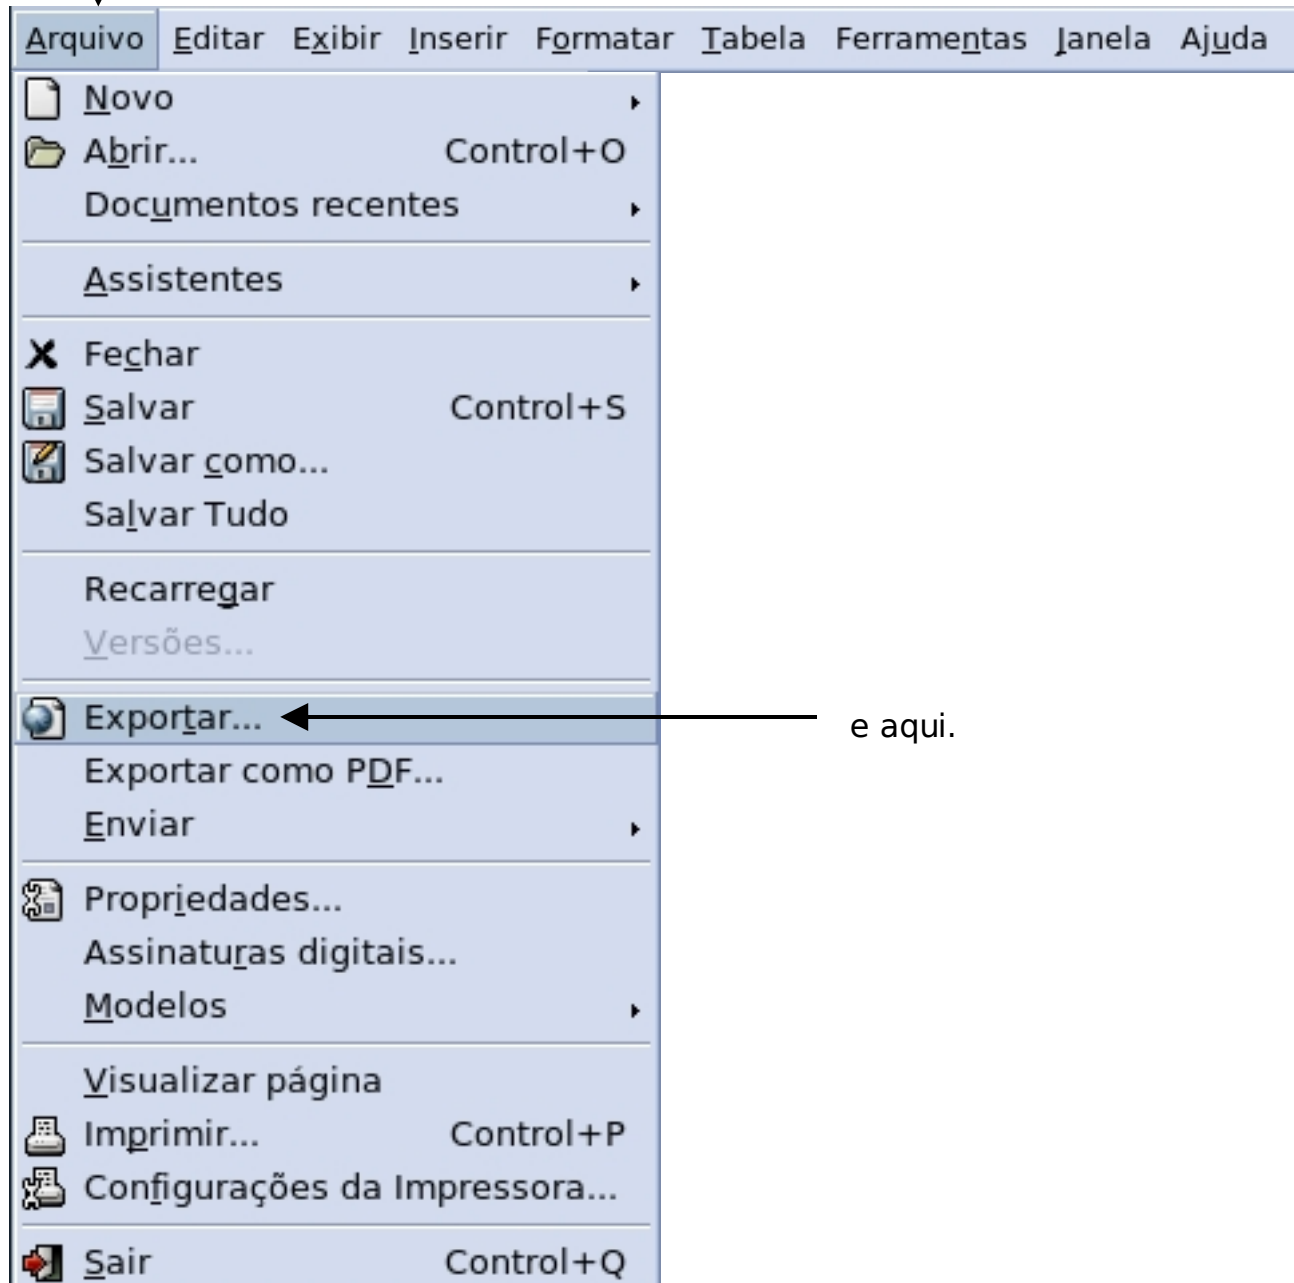 Arquivo Editar Exibir Inserir Formatar Tabela Ferramentas Janela Ajuda
Novo
Abrir... Control+O
Documentos recentes
Assistentes
Fechar
Salvar Control+S
Salvar como...
Salvar Tudo
Recarregar
Versões...
Exportar... e aqui.
Exportar como PDF...
Enviar
Propriedades...
Assinaturas digitais...
Modelos
Visualizar página
Imprimir... Control+P
Configurações da Impressora...
Sair Control+Q